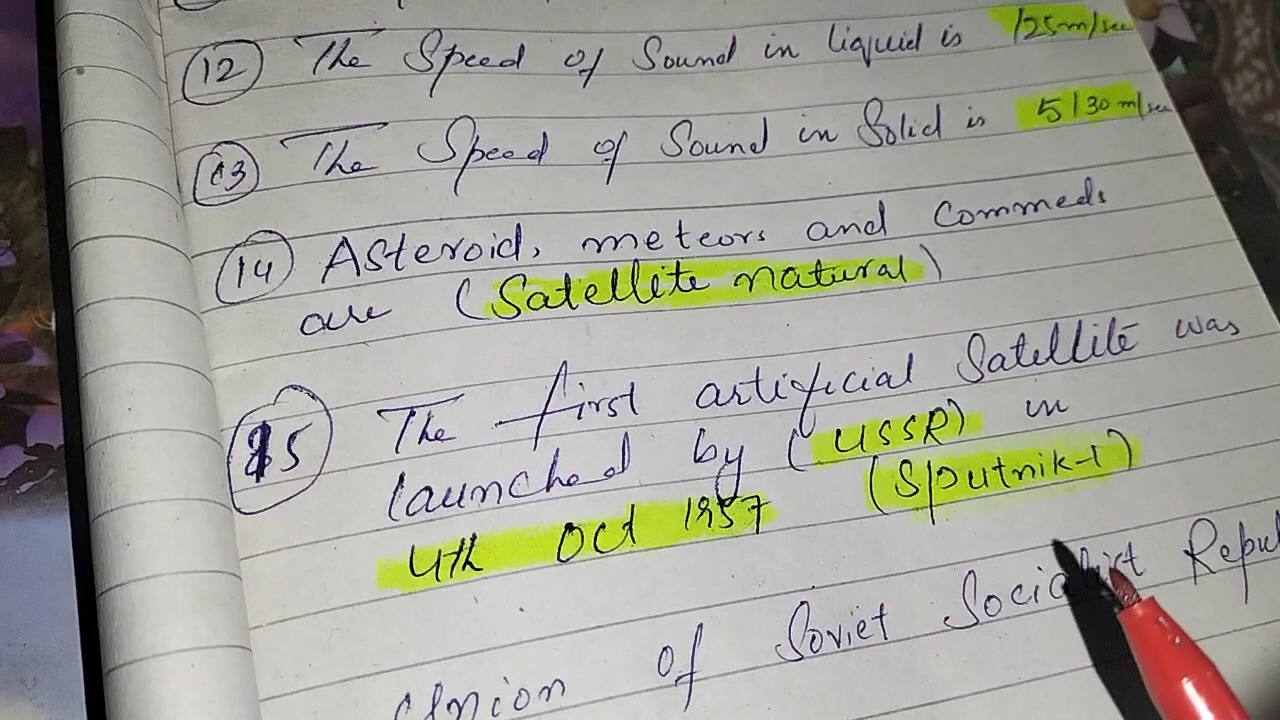 12 The Speed of Sound in liquid is 125m/sec
13 The Speed of Sound in Solid is 5130 m/sec
14 Asteroid, meteors and Commeds
are (Satellite natural)
15 The first artificial Satellite was
launched by (USSR) in
4th Oct 1957 (Sputnik-1)
Union of Soviet Socialist Repu